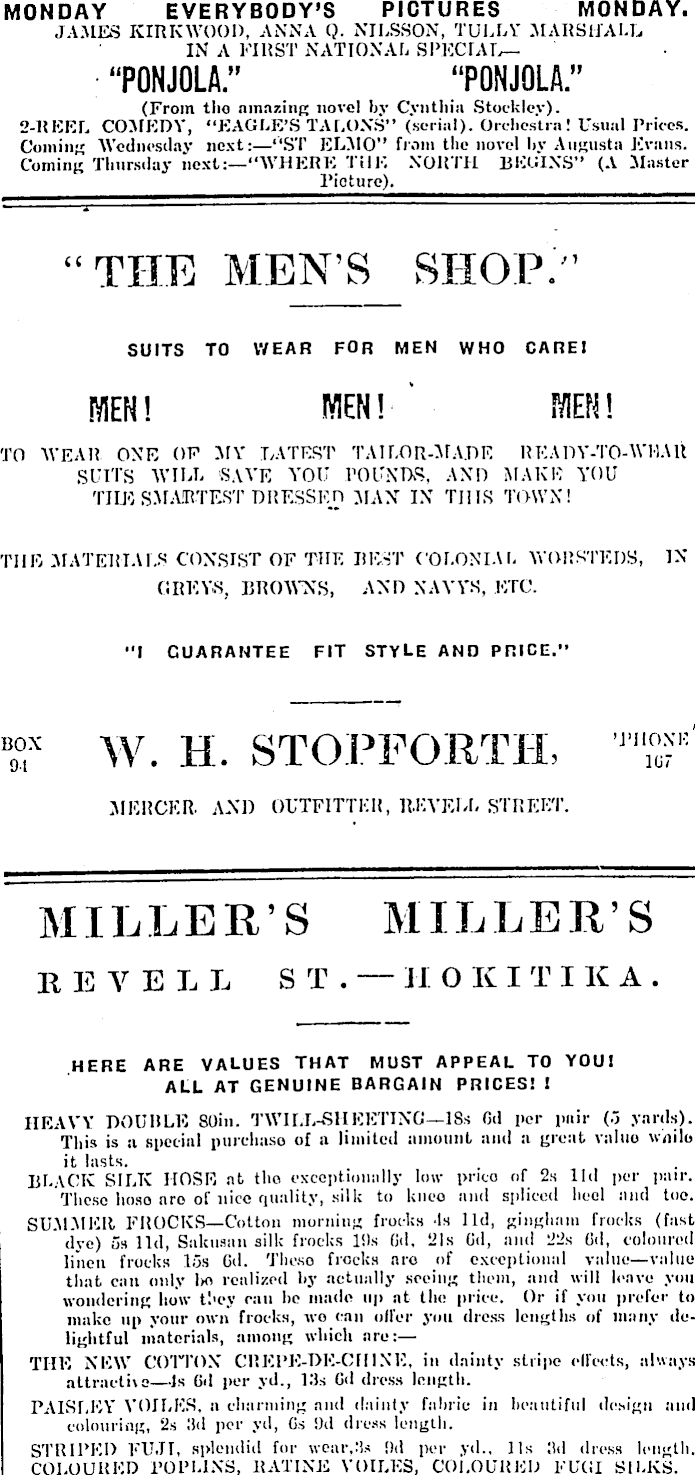 MONDAY EVERYBODY'S PICTURES MONDAY.
JAMES KIRKWOOD, ANNA Q. NILSSON, TULLY MARSHALL
IN A FIRST NATIONAL SPECIAL—
"PONJOLA." "PONJOLA."
(From the amazing novel by Cynthia Stockley).
2-REEL COMEDY, "EAGLE'S TALONS" (serial). Orchestra! Usual Prices.
Coming Wednesday next:—"ST ELMO" from the novel by Augusta Evans.
Coming Thursday next:—"WHERE THE NORTH BEGINS" (A Master
Picture).
"THE MEN'S SHOP."
SUITS TO WEAR FOR MEN WHO CARE!
MEN! MEN! MEN!
TO WEAR ONE OF MY LATEST TAILOR-MADE READY-TO-WEAR
SUITS WILL SAVE YOU POUNDS, AND MAKE YOU
THE SMARTEST DRESSED MAN IN THIS TOWN!
THE MATERIALS CONSIST OF THE BEST COLONIAL WORSTEDS, IN
GREYS, BROWNS, AND NAVYS, ETC.
"I GUARANTEE FIT STYLE AND PRICE."
BOX 94 W. H. STOPFORTH, 'PHONE 167
MERCER AND OUTFITTER, REVELL STREET.
MILLER'S MILLER'S
REVELL ST.—HOKITIKA.
HERE ARE VALUES THAT MUST APPEAL TO YOU!
ALL AT GENUINE BARGAIN PRICES! !
HEAVY DOUBLE 80in. TWILL-SHEETING—18s 6d per pair (5 yards).
This is a special purchase of a limited amount and a great value while
it lasts.
BLACK SILK HOSE at the exceptionally low price of 2s 11d per pair.
These hose are of nice quality, silk to knee and spliced heel and toe.
SUMMER FROCKS—Cotton morning frocks 4s 11d, gingham frocks (fast
dye) 5s 11d, Sakusan silk frocks 19s 6d, 21s 6d, and 22s 6d, coloured
linen frocks 15s 6d. These frocks are of exceptional value—value
that can only be realized by actually seeing them, and will leave you
wondering how they can be made up at the price. Or if you prefer to
make up your own frocks, we can offer you dress lengths of many de-
lightful materials, among which are:—
THE NEW COTTON CREPE-DE-CHINE, in dainty stripe effects, always
attractive—4s 6d per yd., 13s 6d dress length.
PAISLEY VOILES, a charming and dainty fabric in beautiful design and
colouring, 2s 3d per yd, 6s 9d dress length.
STRIPED FUJI, splendid for wear,3s 9d per yd., 11s 3d dress length.
COLOURED POPLINS, RATINE VOILES, COLOURED FUGI SILKS.